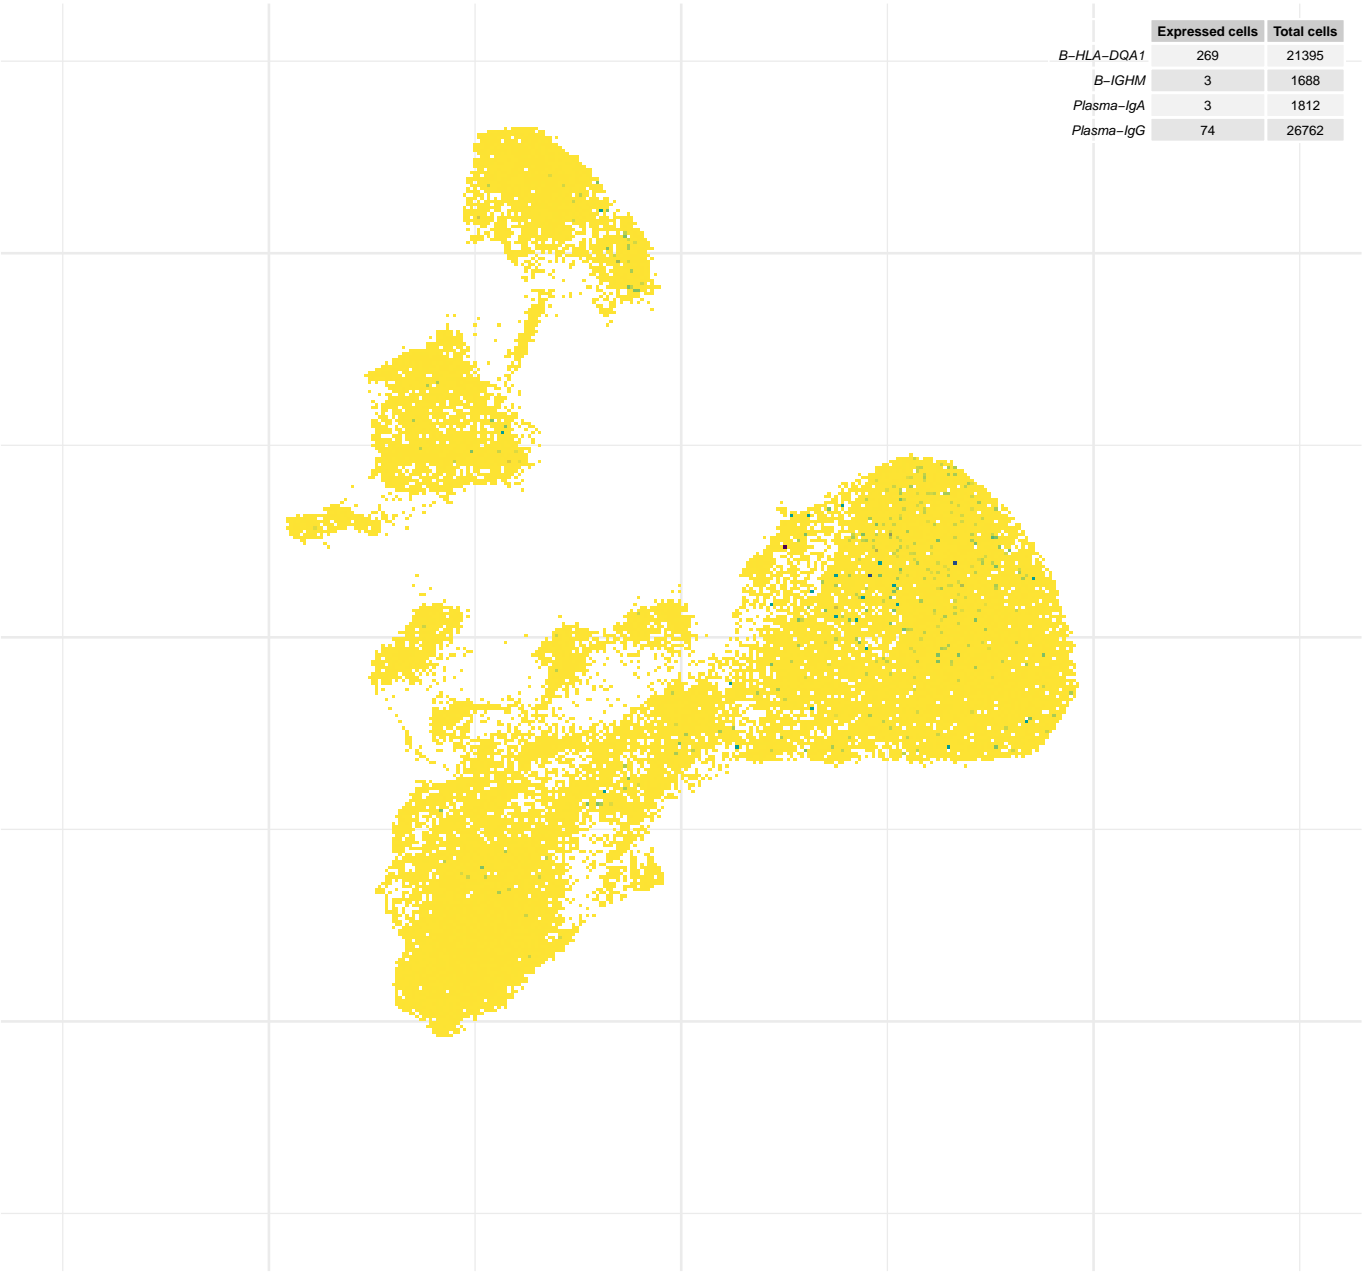 Expressed cells Total cells
B−HLA−DQA1 269 21395
B−IGHM 3 1688
Plasma−IgA 3 1812
Plasma−IgG 74 26762